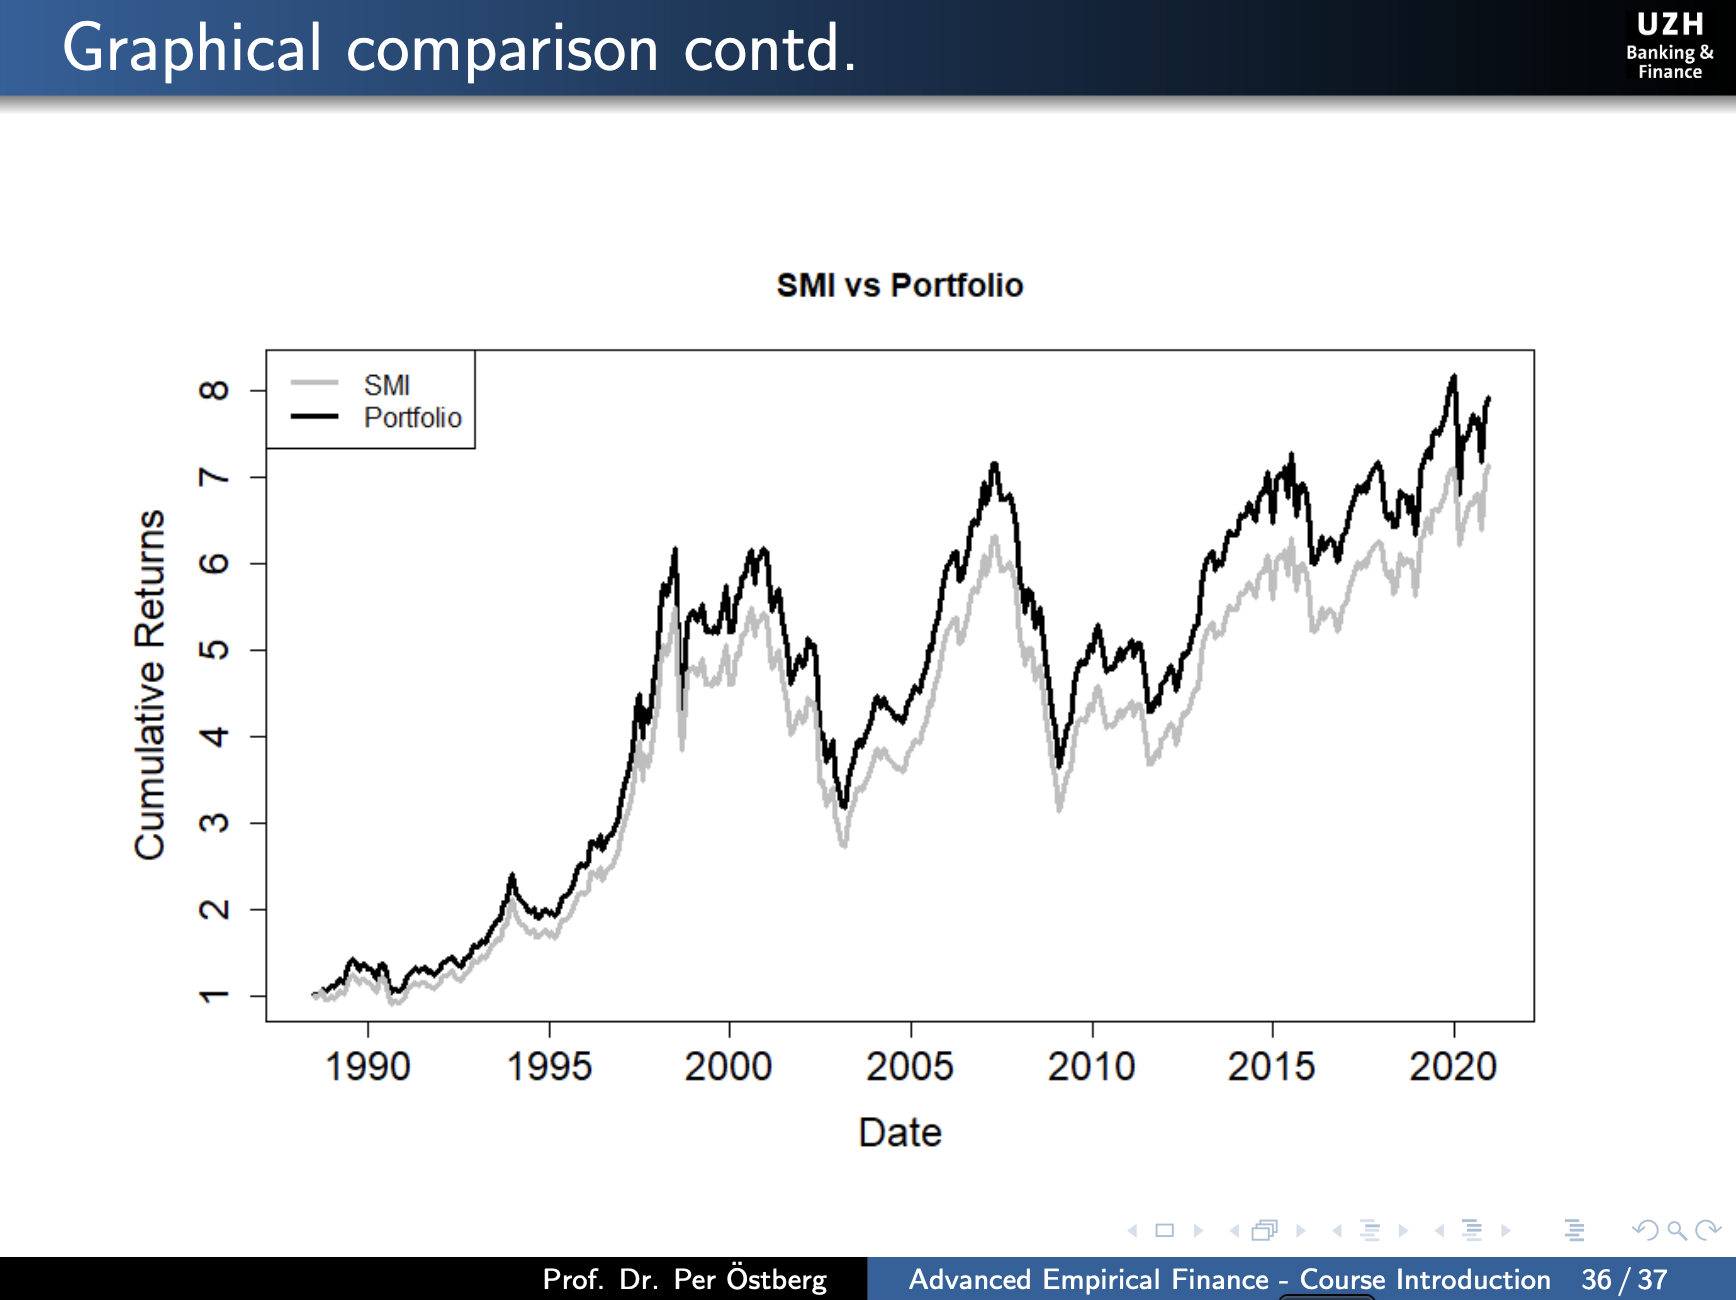 Graphical comparison contd.
UZH
Banking &
Finance
SMI vs Portfolio
SMI
Portfolio
Cumulative Returns
8
7
6
5
4
3
2
1
1990 1995 2000 2005 2010 2015 2020
Date
Prof. Dr. Per Östberg Advanced Empirical Finance - Course Introduction 36 / 37